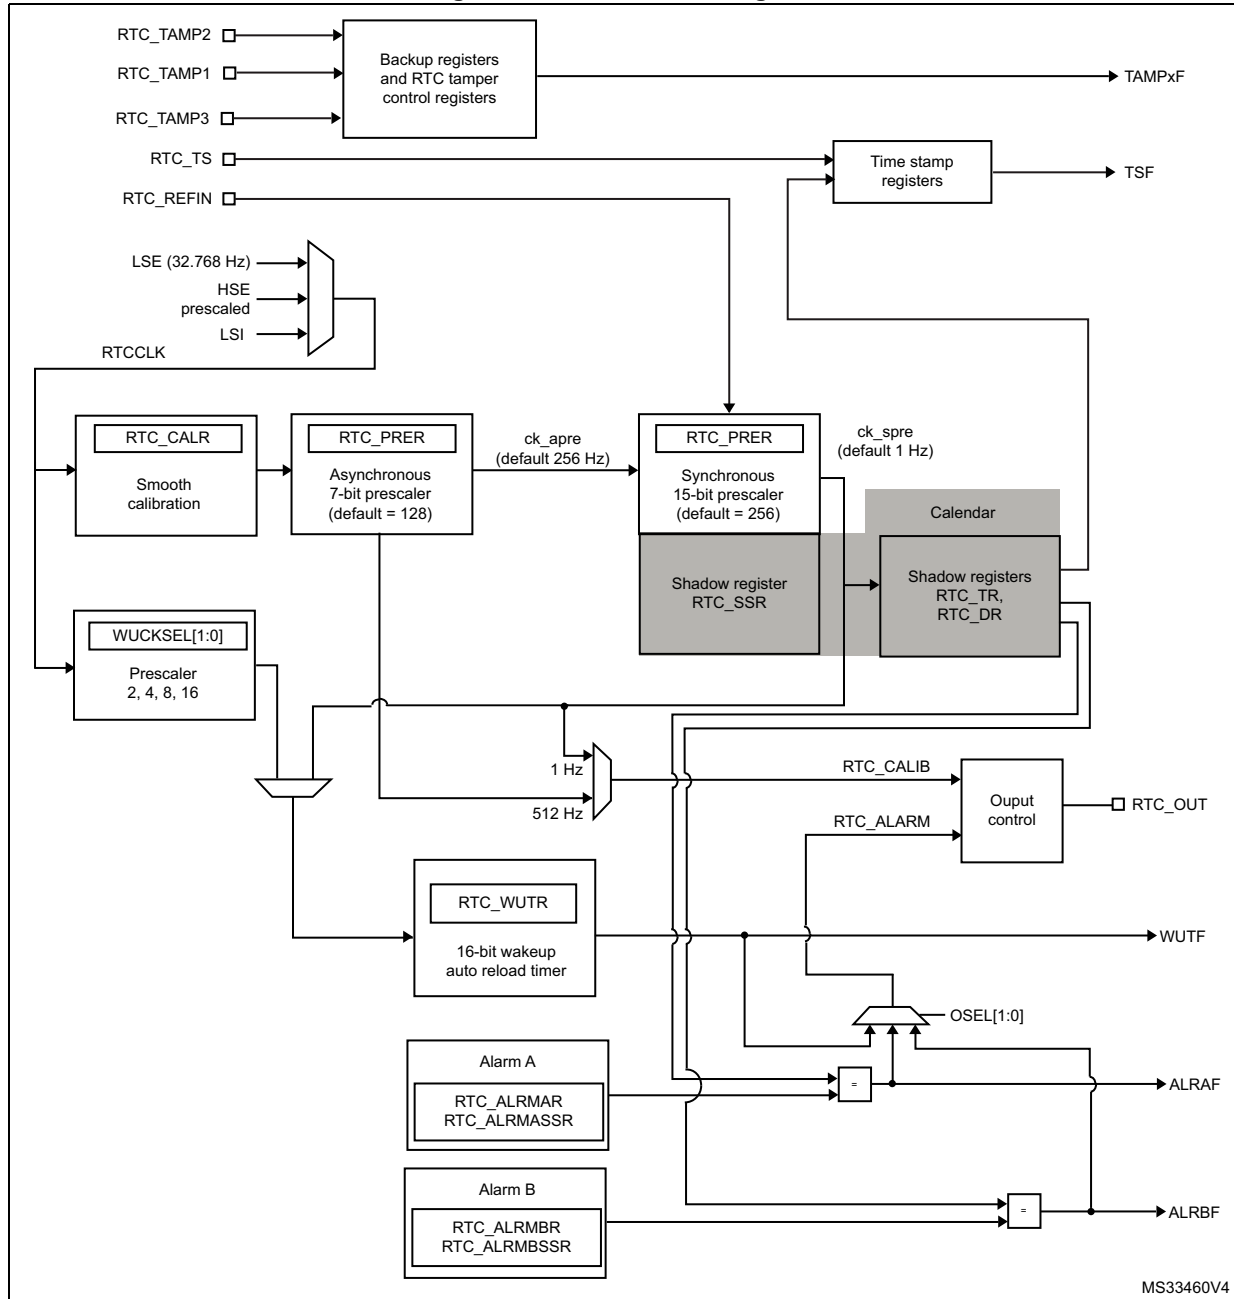 RTC_TAMP2
RTC_TAMP1
RTC_TAMP3
Backup registers
and RTC tamper
control registers
TAMPxF
RTC_TS
RTC_REFIN
Time stamp
registers
TSF
LSE (32.768 Hz)
HSE
prescaled
LSI
RTCCLK
RTC_CALR
Smooth
calibration
RTC_PRER
Asynchronous
7-bit prescaler
(default = 128)
ck_apre
(default 256 Hz)
RTC_PRER
Synchronous
15-bit prescaler
(default = 256)
ck_spre
(default 1 Hz)
Calendar
Shadow register
RTC_SSR
Shadow registers
RTC_TR,
RTC_DR
WUCKSEL[1:0]
Prescaler
2, 4, 8, 16
1 Hz
512 Hz
RTC_CALIB
RTC_ALARM
Ouput
control
RTC_OUT
RTC_WUTR
16-bit wakeup
auto reload timer
WUTF
OSEL[1:0]
Alarm A
RTC_ALRMAR
RTC_ALRMASSR
=
ALRAF
Alarm B
RTC_ALRMBR
RTC_ALRMBSSR
=
ALRBF
MS33460V4